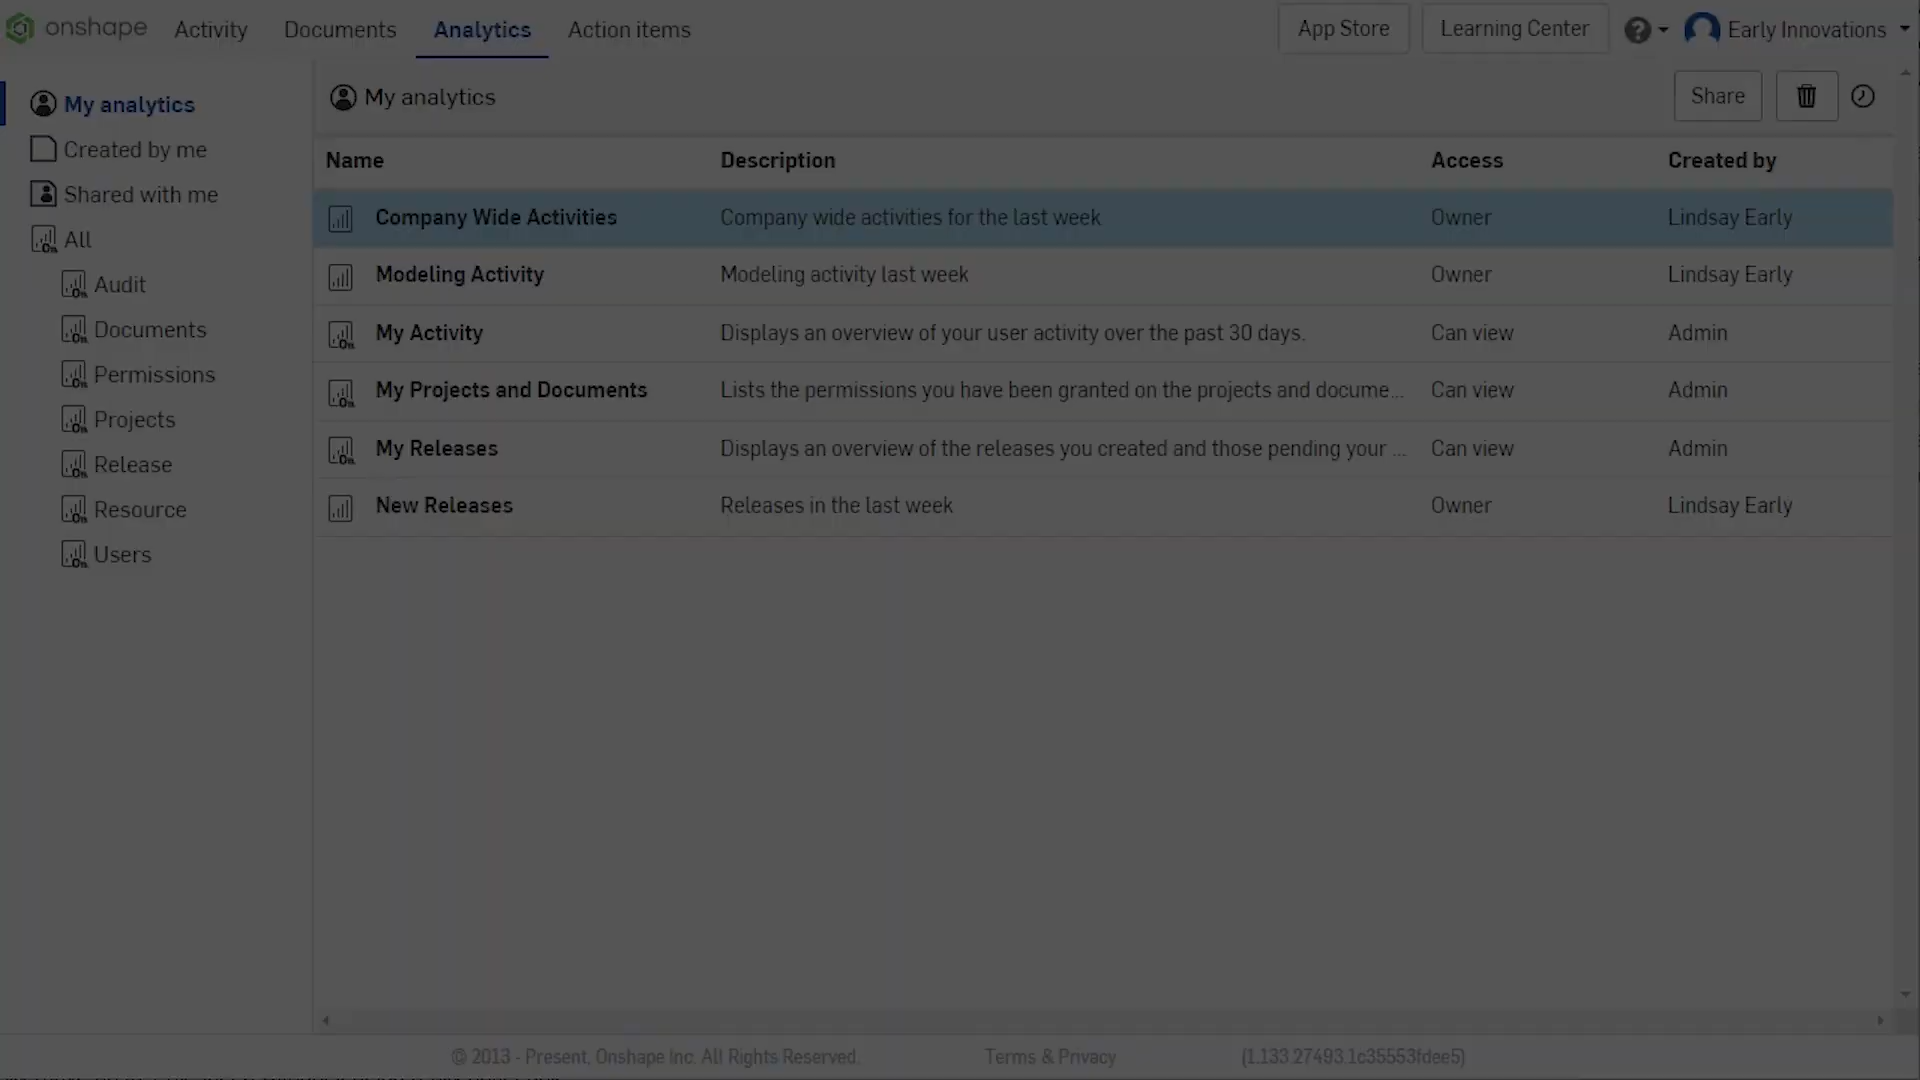 onshape Activity Documents Analytics Action items App Store Learning Center ? Early Innovations
My analytics
Created by me
Shared with me
All
Audit
Documents
Permissions
Projects
Release
Resource
Users
My analytics Share
Name Description Access Created by
Company Wide Activities Company wide activities for the last week Owner Lindsay Early
Modeling Activity Modeling activity last week Owner Lindsay Early
My Activity Displays an overview of your user activity over the past 30 days. Can view Admin
My Projects and Documents Lists the permissions you have been granted on the projects and docume... Can view Admin
My Releases Displays an overview of the releases you created and those pending your ... Can view Admin
New Releases Releases in the last week Owner Lindsay Early
© 2013 - Present, Onshape Inc. All Rights Reserved. Terms & Privacy (1.133.27493.1c35553fdee5)